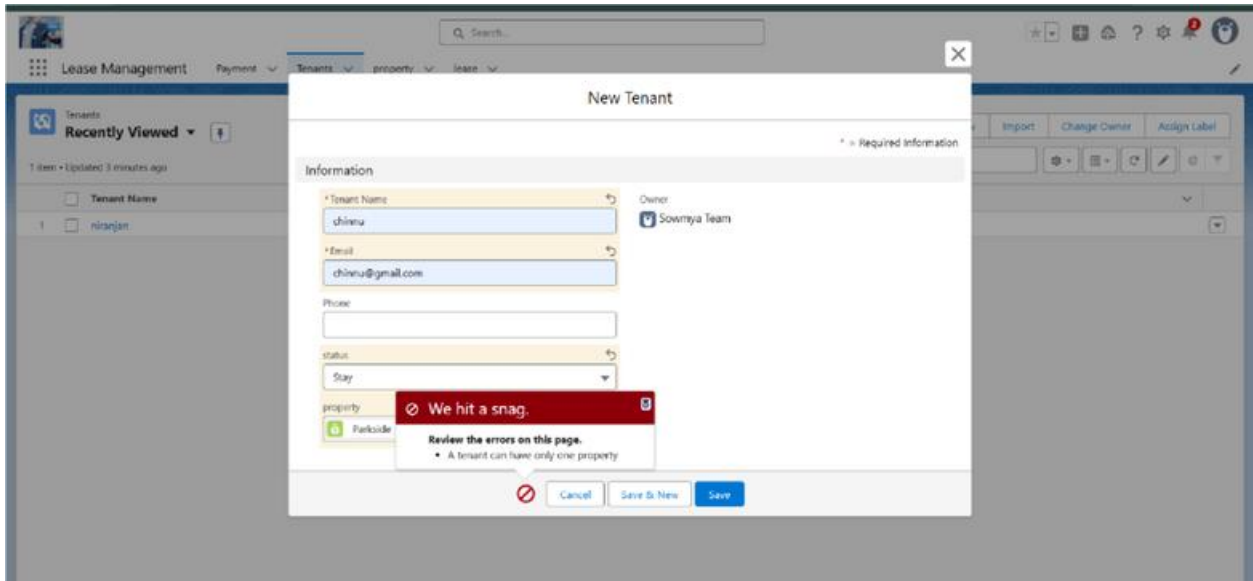 Search...
Lease Management Payment Tenants property lease
New Tenant
Tenants
Recently Viewed
Import Change Owner Assign Label
* = Required Information
1 item • Updated 3 minutes ago
Information
Tenant Name
1 niranjan
* Tenant Name
chinnu
Owner
Sowmya Team
* Email
chinnu@gmail.com
Phone
status
Stay
property
Parkside
We hit a snag.
Review the errors on this page.
• A tenant can have only one property
Cancel Save & New Save